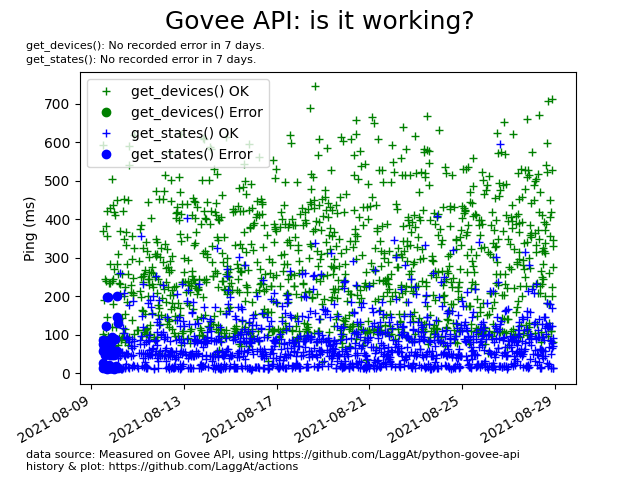 Govee API: is it working?
get_devices(): No recorded error in 7 days.
get_states(): No recorded error in 7 days.
get_devices() OK
get_devices() Error
get_states() OK
get_states() Error
Ping (ms)
700
600
500
400
300
200
100
0
2021-08-09
2021-08-13
2021-08-17
2021-08-21
2021-08-25
2021-08-29
data source: Measured on Govee API, using https://github.com/LaggAt/python-govee-api
history & plot: https://github.com/LaggAt/actions